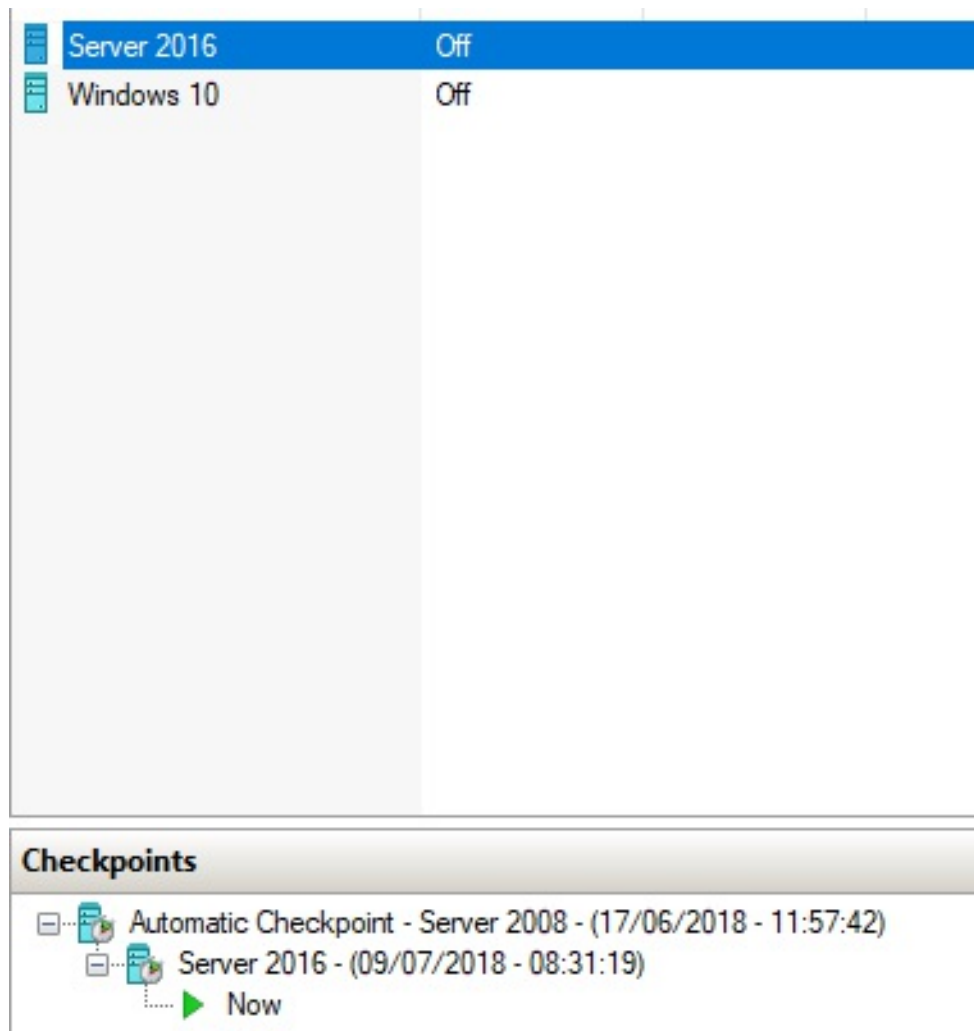 Server 2016 Off
Windows 10 Off
Checkpoints
Automatic Checkpoint - Server 2008 - (17/06/2018 - 11:57:42)
Server 2016 - (09/07/2018 - 08:31:19)
Now